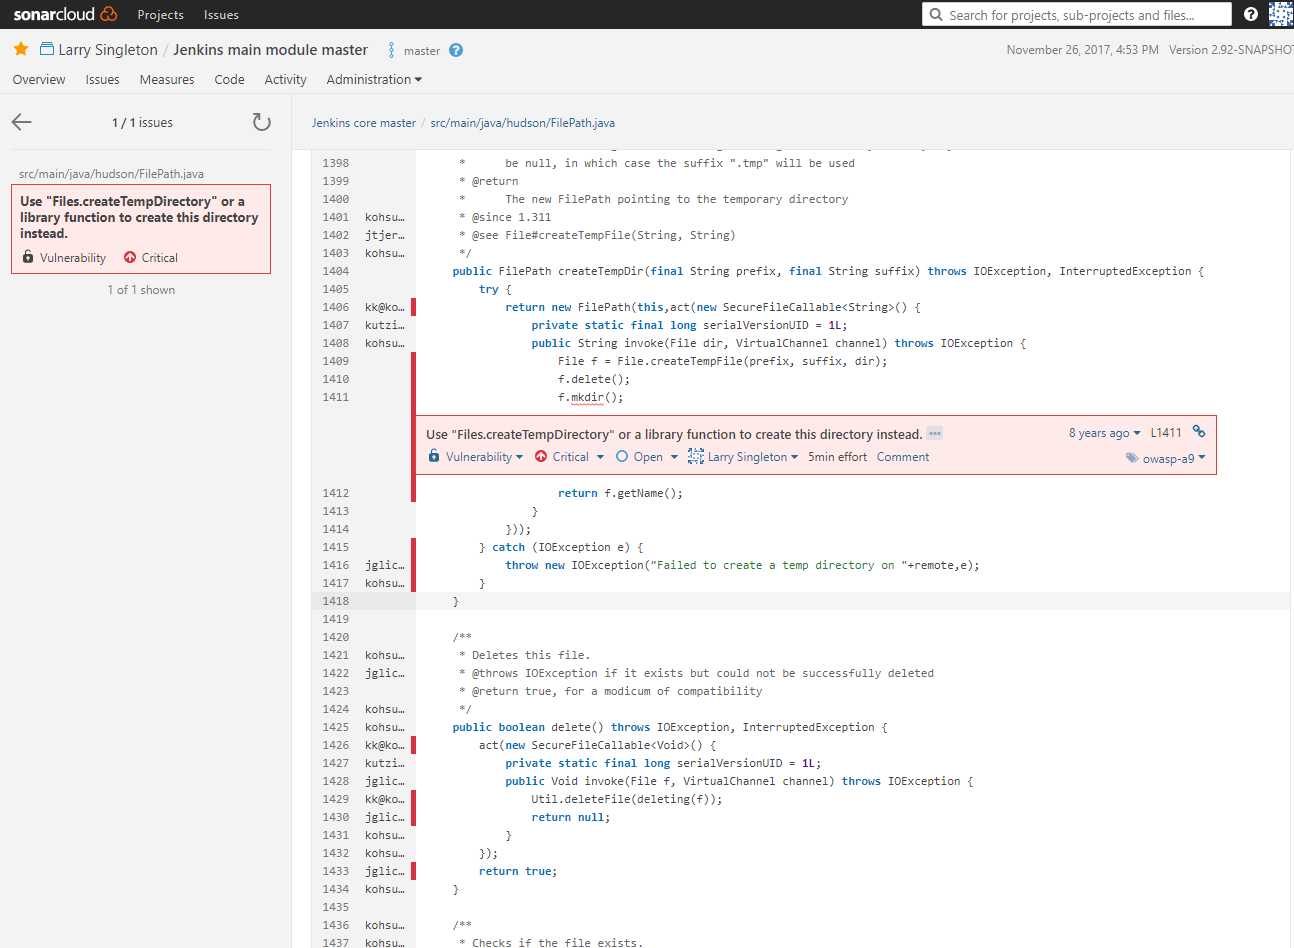 sonarcloud Projects Issues Search for projects, sub-projects and files... ?
Larry Singleton / Jenkins main module master master ? November 26, 2017, 4:53 PM Version 2.92-SNAPSHOT
Overview Issues Measures Code Activity Administration
1 / 1 issues
Jenkins core master / src/main/java/hudson/FilePath.java
src/main/java/hudson/FilePath.java
Use "Files.createTempDirectory" or a
library function to create this directory
instead.
Vulnerability Critical
1 of 1 shown
1398 * be null, in which case the suffix ".tmp" will be used
1399 * @return
1400 * The new FilePath pointing to the temporary directory
1401 kohsu... * @since 1.311
1402 jtjer... * @see File#createTempFile(String, String)
1403 kohsu... */
1404 public FilePath createTempDir(final String prefix, final String suffix) throws IOException, InterruptedException {
1405 try {
1406 kk@ko... return new FilePath(this,act(new SecureFileCallable<String>() {
1407 kutzi... private static final long serialVersionUID = 1L;
1408 kohsu... public String invoke(File dir, VirtualChannel channel) throws IOException {
1409 File f = File.createTempFile(prefix, suffix, dir);
1410 f.delete();
1411 f.mkdir();
Use "Files.createTempDirectory" or a library function to create this directory instead. ... 8 years ago L1411
Vulnerability Critical Open Larry Singleton 5min effort Comment owasp-a9
1412 return f.getName();
1413 }
1414 }));
1415 } catch (IOException e) {
1416 jglic... throw new IOException("Failed to create a temp directory on "+remote,e);
1417 kohsu... }
1418 }
1419
1420 /**
1421 kohsu... * Deletes this file.
1422 jglic... * @throws IOException if it exists but could not be successfully deleted
1423 * @return true, for a modicum of compatibility
1424 kohsu... */
1425 kohsu... public boolean delete() throws IOException, InterruptedException {
1426 kk@ko... act(new SecureFileCallable<Void>() {
1427 kutzi... private static final long serialVersionUID = 1L;
1428 jglic... public Void invoke(File f, VirtualChannel channel) throws IOException {
1429 kk@ko... Util.deleteFile(deleting(f));
1430 jglic... return null;
1431 kohsu... }
1432 kohsu... });
1433 jglic... return true;
1434 kohsu... }
1435
1436 kohsu... /**
1437 kohsu... * Checks if the file exists.